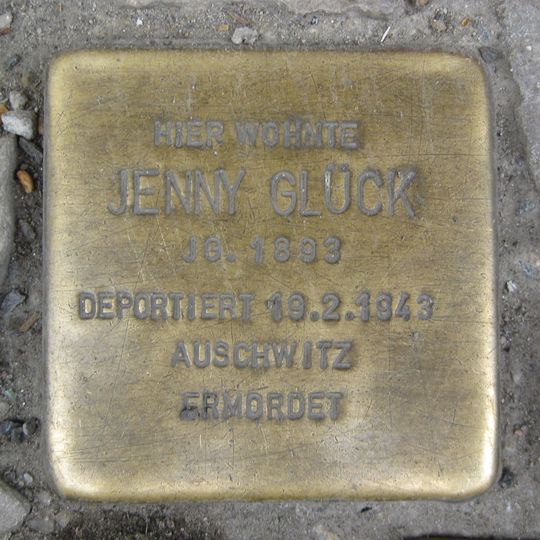 HIER WOHNTE
JENNY GLÜCK
JG. 1893
DEPORTIERT 19.2.1943
AUSCHWITZ
ERMORDET